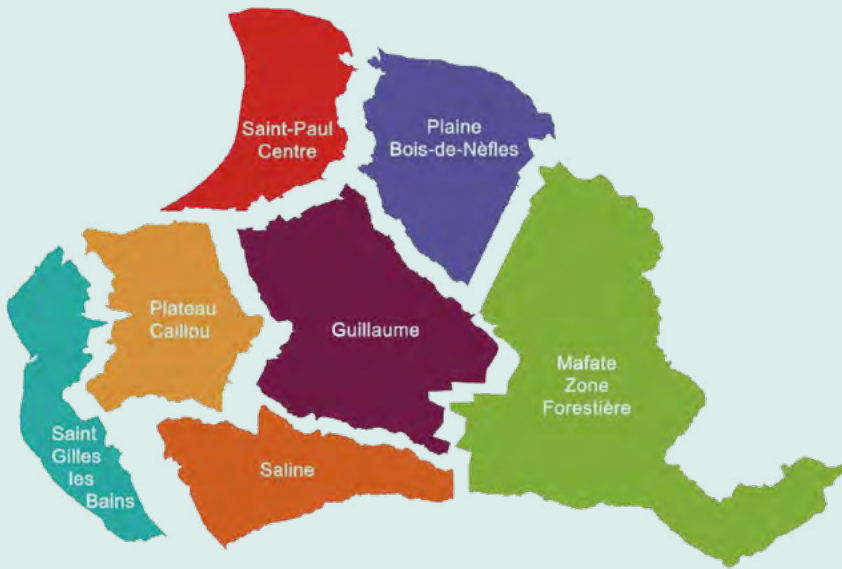 Saint-Paul
Centre
Plaine
Bois-de-Nèfles
Plateau
Caillou
Guillaume
Mafate
Zone
Forestière
Saint
Gilles
les
Bains
Saline